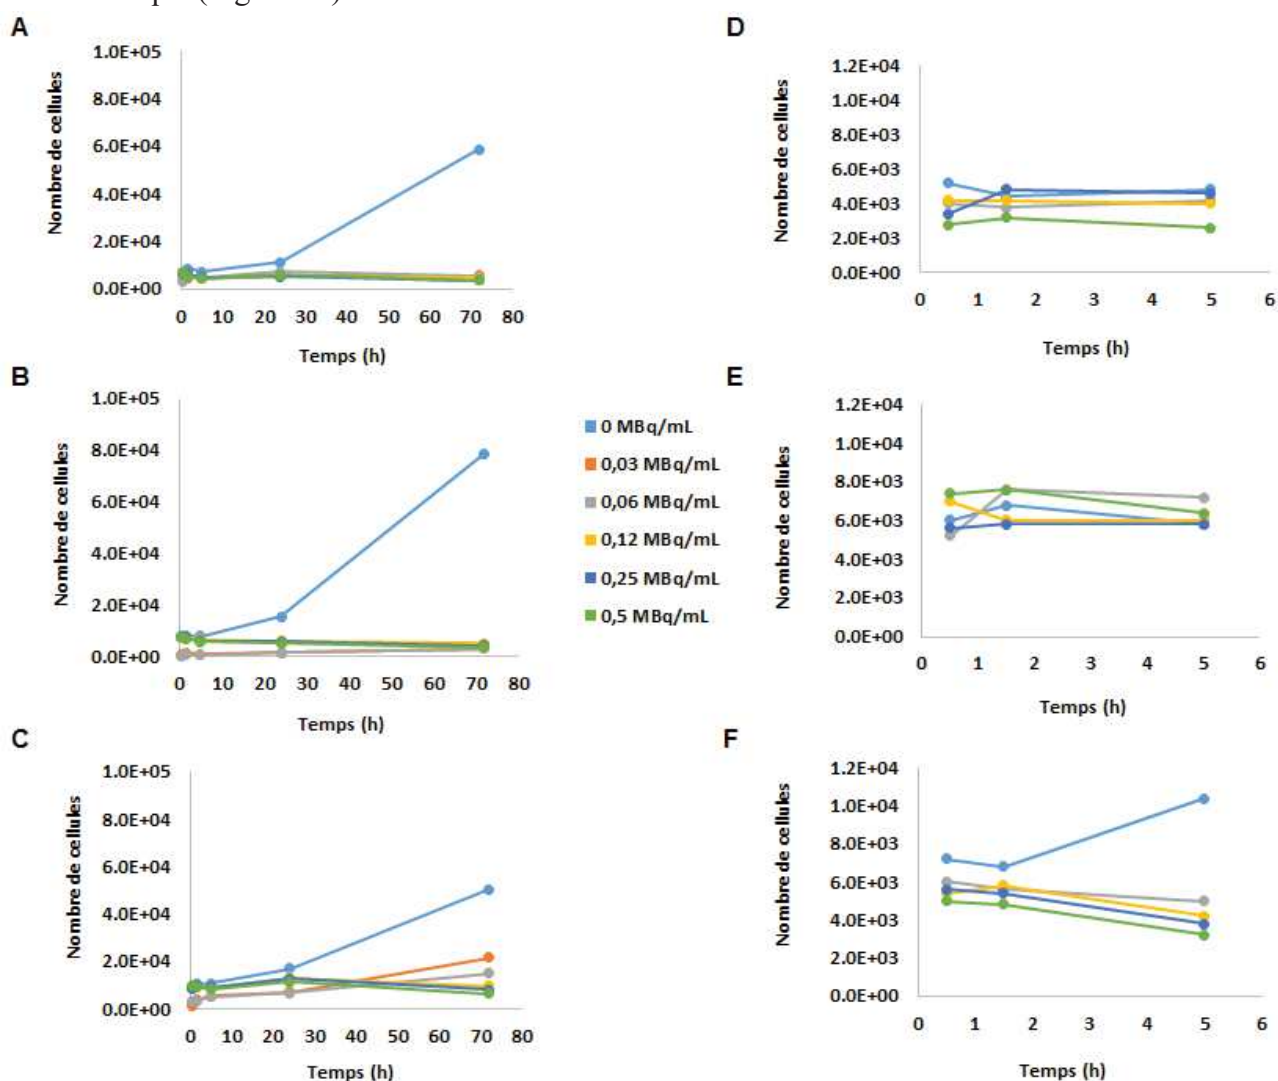 A
Nombre de cellules
1.0E+05
8.0E+04
6.0E+04
4.0E+04
2.0E+04
0.0E+00
0 10 20 30 40 50 60 70 80
Temps (h)
B
Nombre de cellules
1.0E+05
8.0E+04
6.0E+04
4.0E+04
2.0E+04
0.0E+00
0 10 20 30 40 50 60 70 80
Temps (h)
C
Nombre de cellules
1.0E+05
8.0E+04
6.0E+04
4.0E+04
2.0E+04
0.0E+00
0 10 20 30 40 50 60 70 80
Temps (h)
0 MBq/mL
0,03 MBq/mL
0,06 MBq/mL
0,12 MBq/mL
0,25 MBq/mL
0,5 MBq/mL
D
Nombre de cellules
1.2E+04
1.0E+04
8.0E+03
6.0E+03
4.0E+03
2.0E+03
0.0E+00
0 1 2 3 4 5 6
Temps (h)
E
Nombre de cellules
1.2E+04
1.0E+04
8.0E+03
6.0E+03
4.0E+03
2.0E+03
0.0E+00
0 1 2 3 4 5 6
Temps (h)
F
Nombre de cellules
1.2E+04
1.0E+04
8.0E+03
6.0E+03
4.0E+03
2.0E+03
0.0E+00
0 1 2 3 4 5 6
Temps (h)